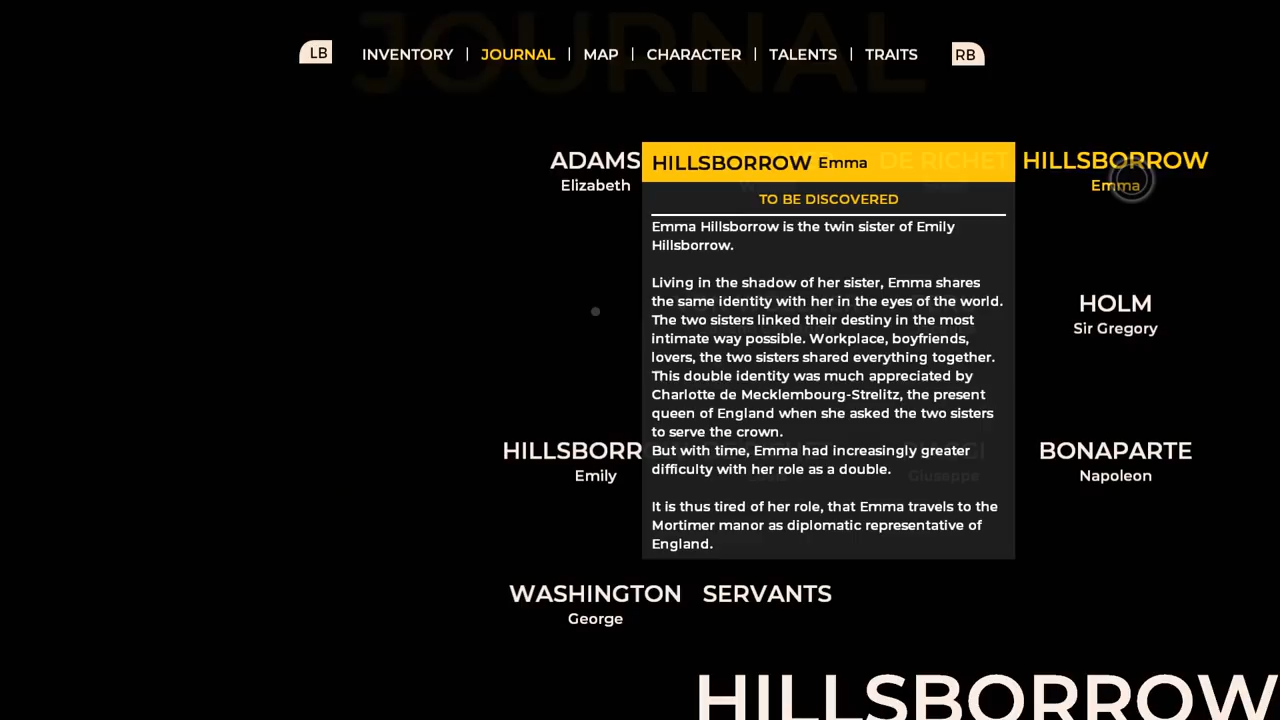 JOURNAL
LB INVENTORY | JOURNAL | MAP | CHARACTER | TALENTS | TRAITS RB
ADAMS
Elizabeth
HILLSBORROW Emma
DE RICHET
HILLSBORROW
Emma
TO BE DISCOVERED
Emma Hillsborrow is the twin sister of Emily
Hillsborrow.
Living in the shadow of her sister, Emma shares
the same identity with her in the eyes of the world.
The two sisters linked their destiny in the most
intimate way possible. Workplace, boyfriends,
lovers, the two sisters shared everything together.
This double identity was much appreciated by
Charlotte de Mecklembourg-Strelitz, the present
queen of England when she asked the two sisters
to serve the crown.
But with time, Emma had increasingly greater
difficulty with her role as a double.
It is thus tired of her role, that Emma travels to the
Mortimer manor as diplomatic representative of
England.
HOLM
Sir Gregory
HILLSBORR
Emily
Giuseppe
BONAPARTE
Napoleon
WASHINGTON
George
SERVANTS
HILLSBORROW